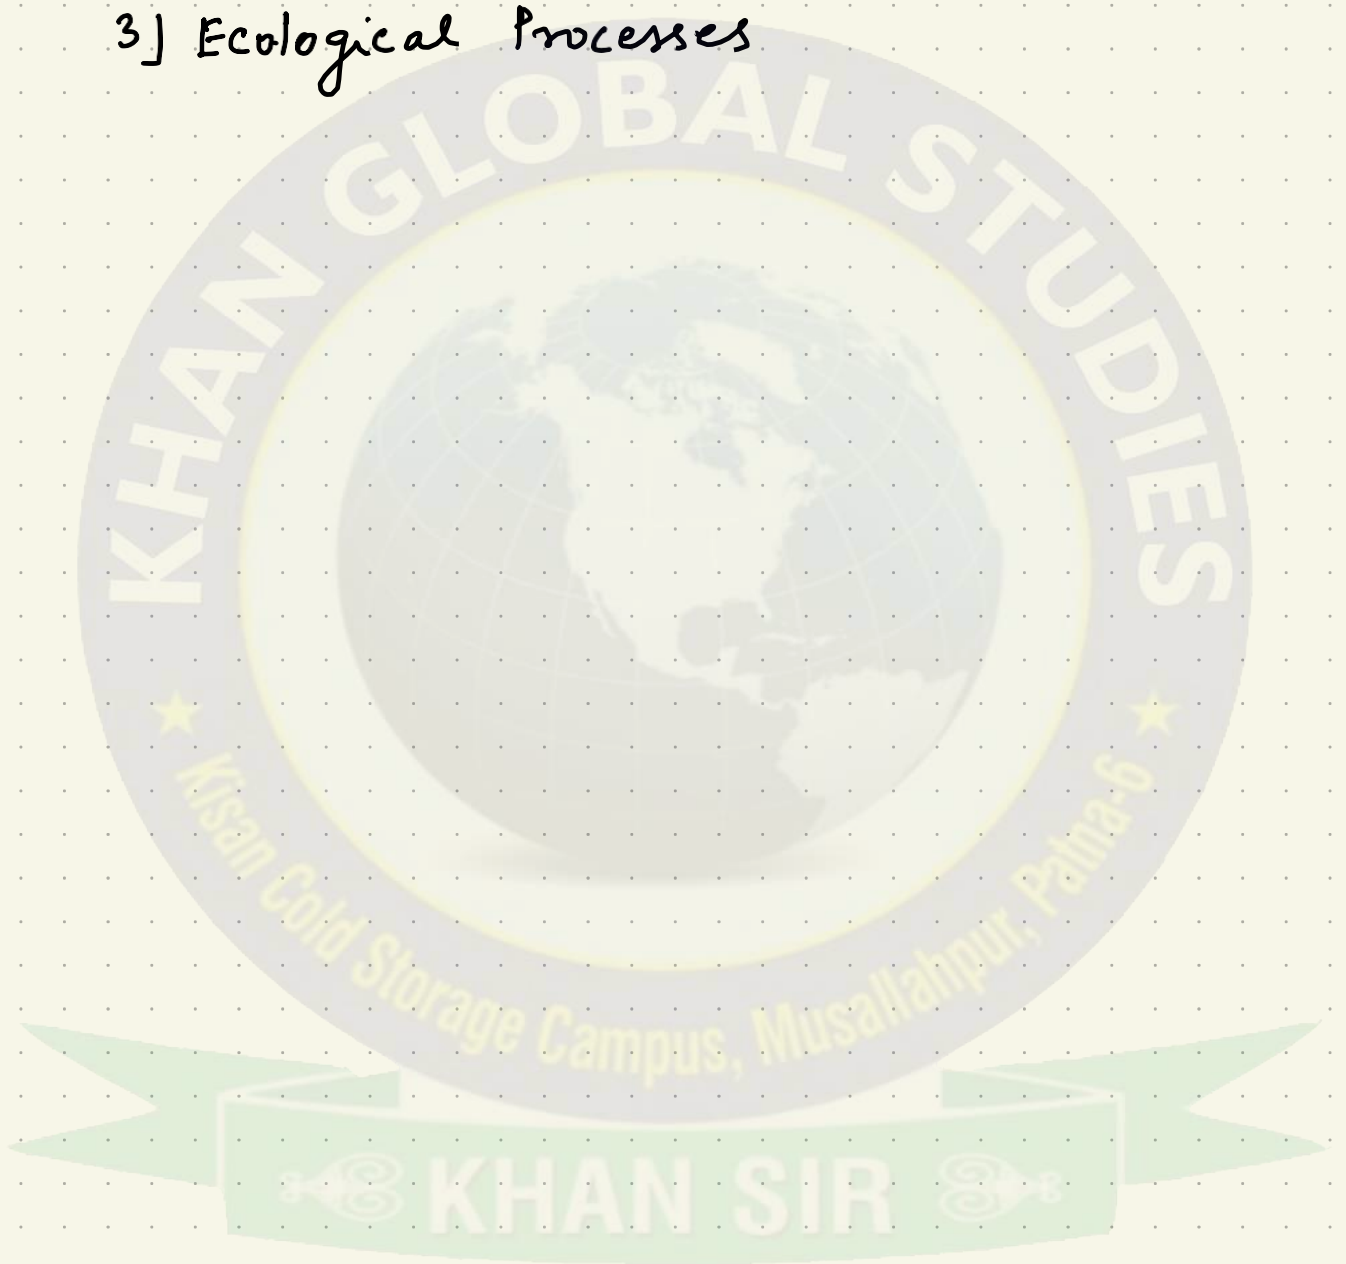 3] Ecological Processes
KHAN GLOBAL STUDIES
Kisan Cold Storage Campus, Musallahpur, Patna-6
KHAN SIR